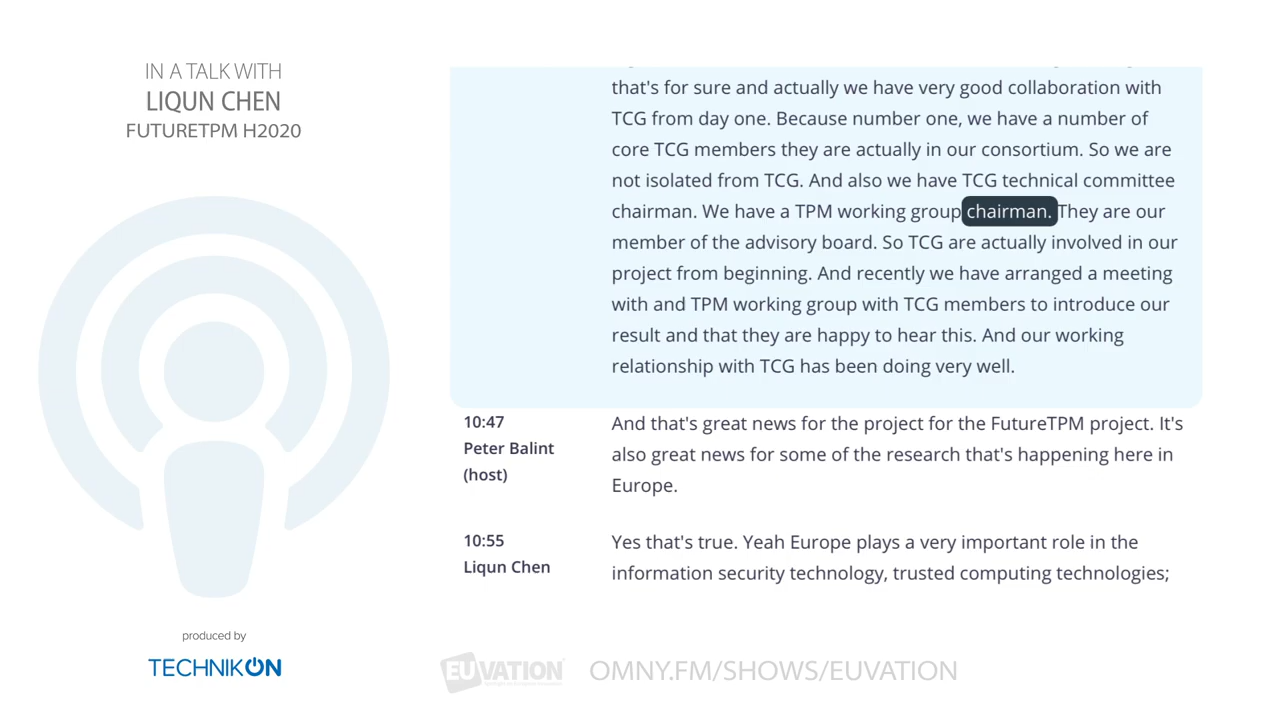 IN A TALK WITH
LIQUN CHEN
FUTURETPM H2020
that's for sure and actually we have very good collaboration with
TCG from day one. Because number one, we have a number of
core TCG members they are actually in our consortium. So we are
not isolated from TCG. And also we have TCG technical committee
chairman. We have a TPM working group chairman. They are our
member of the advisory board. So TCG are actually involved in our
project from beginning. And recently we have arranged a meeting
with and TPM working group with TCG members to introduce our
result and that they are happy to hear this. And our working
relationship with TCG has been doing very well.
10:47
Peter Balint
(host)
And that's great news for the project for the FutureTPM project. It's
also great news for some of the research that's happening here in
Europe.
10:55
Liqun Chen
Yes that's true. Yeah Europe plays a very important role in the
information security technology, trusted computing technologies;
produced by
TECHNIKON
EUVATION
OMNY.FM/SHOWS/EUVATION